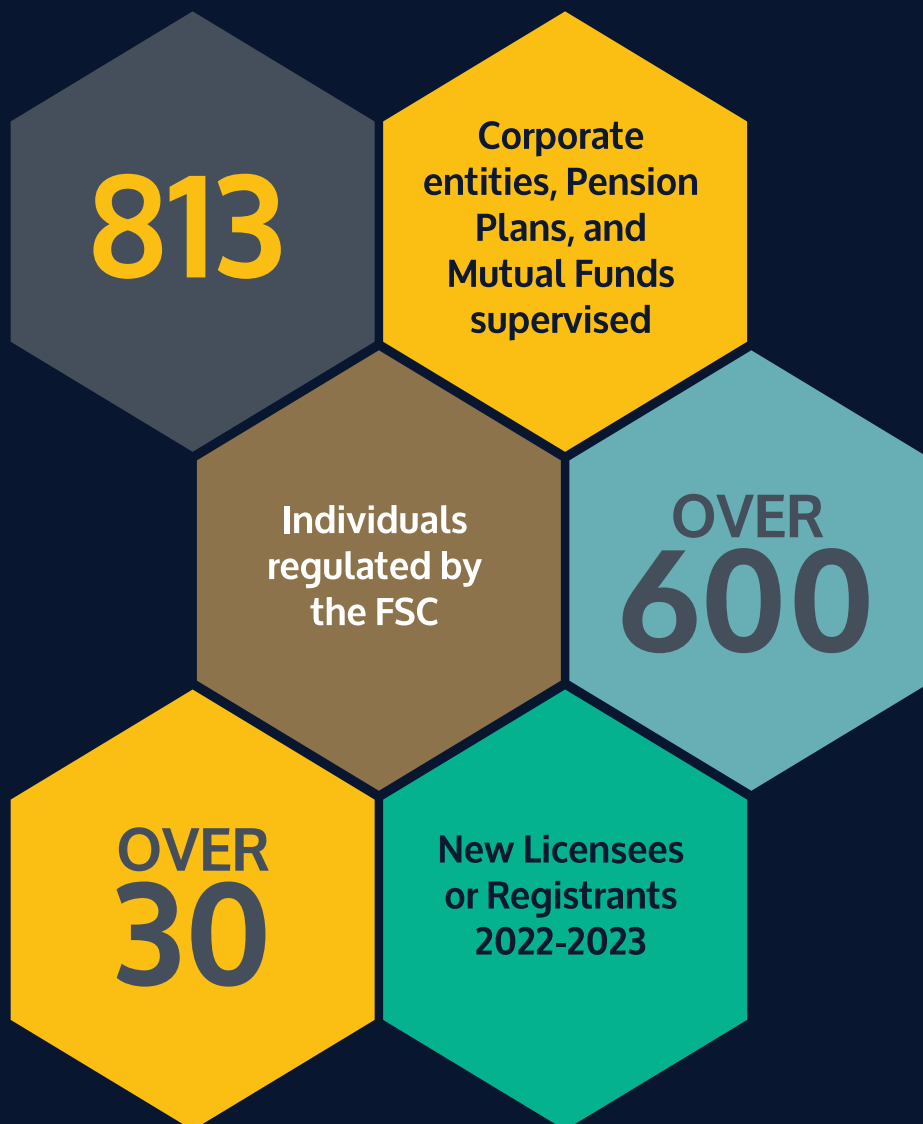 813
Corporate
entities, Pension
Plans, and
Mutual Funds
supervised
Individuals
regulated by
the FSC
OVER
600
OVER
30
New Licensees
or Registrants
2022-2023